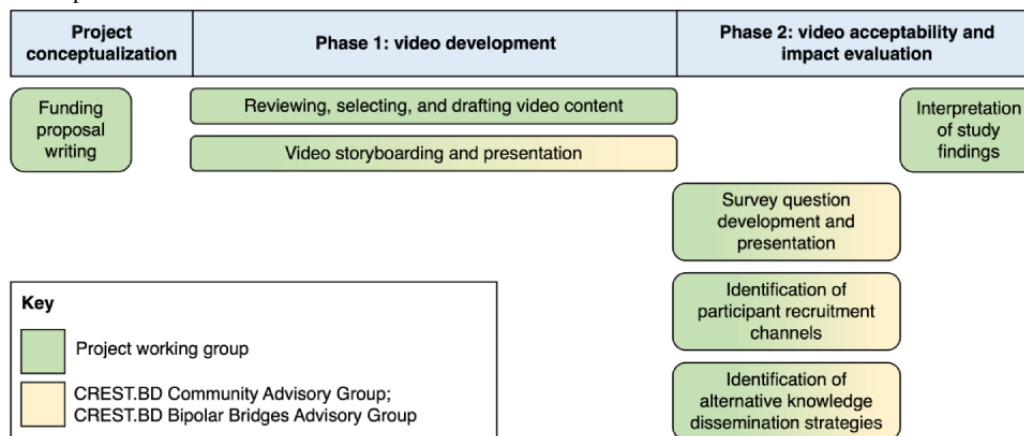 Project
conceptualization
Phase 1: video development
Phase 2: video acceptability and
impact evaluation
Funding
proposal
writing
Reviewing, selecting, and drafting video content
Video storyboarding and presentation
Interpretation
of study
findings
Survey question
development and
presentation
Identification of
participant recruitment
channels
Identification of
alternative knowledge
dissemination strategies
Key
Project working group
CREST.BD Community Advisory Group;
CREST.BD Bipolar Bridges Advisory Group